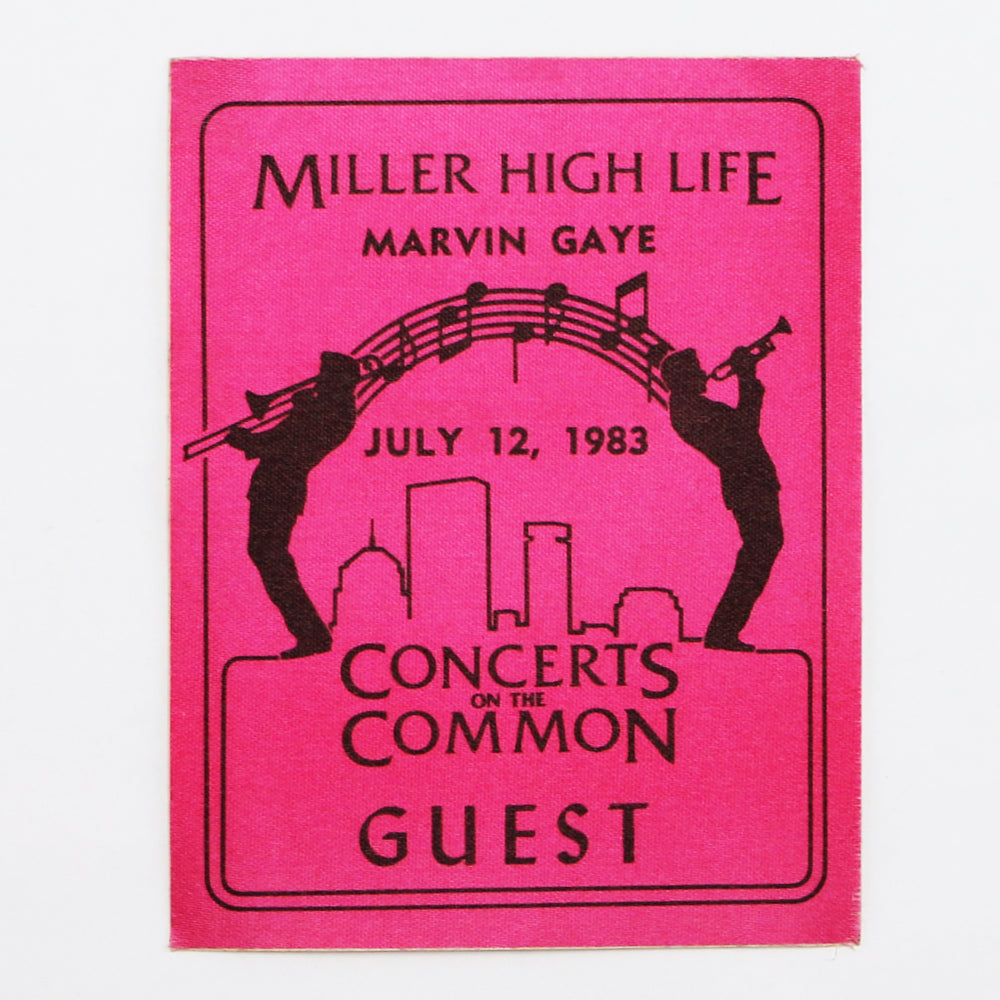 MILLER HIGH LIFE
MARVIN GAYE
JULY 12, 1983
CONCERTS
ON THE
COMMON
GUEST